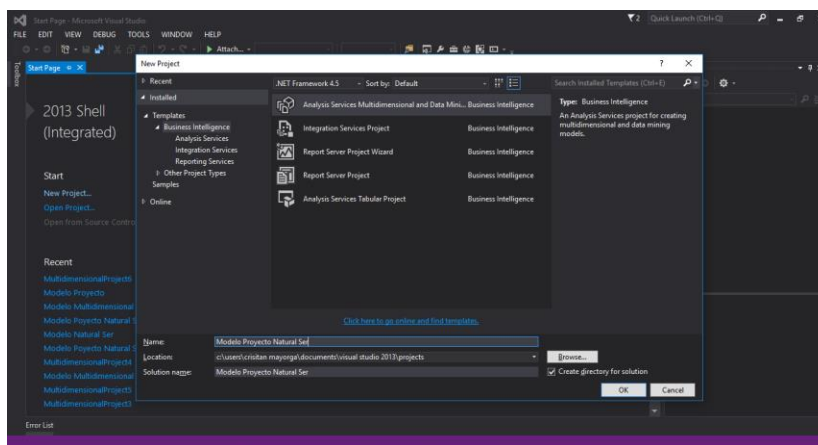 Start Page - Microsoft Visual Studio
2 Quick Launch (Ctrl+Q)
FILE EDIT VIEW DEBUG TOOLS WINDOW HELP
Attach...
Toolbox
Start Page
2013 Shell
(Integrated)
Start
New Project...
Open Project...
Open from Source Contro
Recent
MultidimensionalProject6
Modelo Proyecto
Modelo Multidimensional
Modelo Poyecto Natural S
Modelo Natural Ser
Modelo Poyecto Natural S
MultidimensionalProject4
Modelo Multidimensional
MultidimensionalProject5
MultidimensionalProject3
Error List
New Project
? 
Recent
Installed
Templates
Business Intelligence
Analysis Services
Integration Services
Reporting Services
Other Project Types
Samples
Online
.NET Framework 4.5 Sort by: Default
Search Installed Templates (Ctrl+E)
Analysis Services Multidimensional and Data Mini... Business Intelligence
Integration Services Project Business Intelligence
Report Server Project Wizard Business Intelligence
Report Server Project Business Intelligence
Analysis Services Tabular Project Business Intelligence
Type: Business Intelligence
An Analysis Services project for creating
multidimensional and data mining
models.
Click here to go online and find templates.
Name: Modelo Proyecto Natural Ser
Location: c:\users\crisitan mayorga\documents\visual studio 2013\projects
Browse...
Solution name: Modelo Proyecto Natural Ser
Create directory for solution
OK Cancel